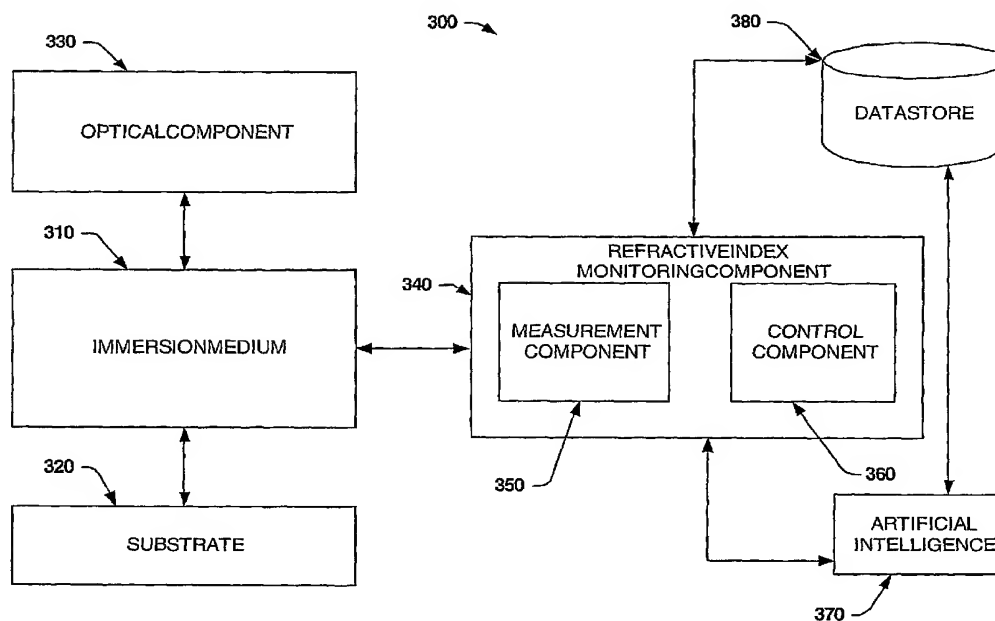 330
300
380
OPTICALCOMPONENT
DATASTORE
310
REFRACTIVEINDEX
MONITORINGCOMPONENT
340
IMMERSIONMEDIUM
MEASUREMENT
COMPONENT
CONTROL
COMPONENT
320
350
360
SUBSTRATE
ARTIFICIAL
INTELLIGENCE
370